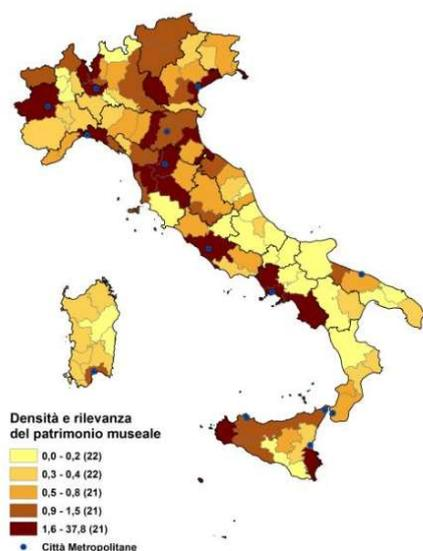 Densità e rilevanza
del patrimonio museale
0,0 - 0,2 (22)
0,3 - 0,4 (22)
0,5 - 0,8 (21)
0,9 - 1,5 (21)
1,6 - 37,8 (21)
Città Metropolitane